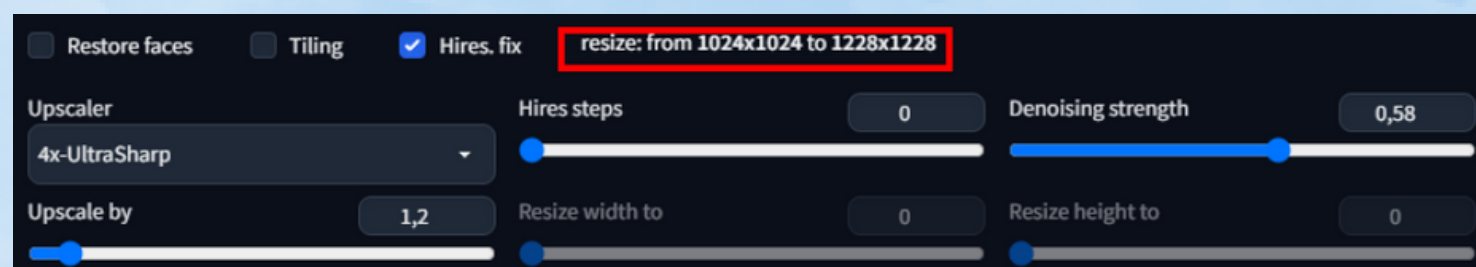 Restore faces Tiling Hires. fix resize: from 1024x1024 to 1228x1228
Upscaler Hires steps 0 Denoising strength 0,58
4x-UltraSharp
Upscale by 1,2 Resize width to 0 Resize height to 0